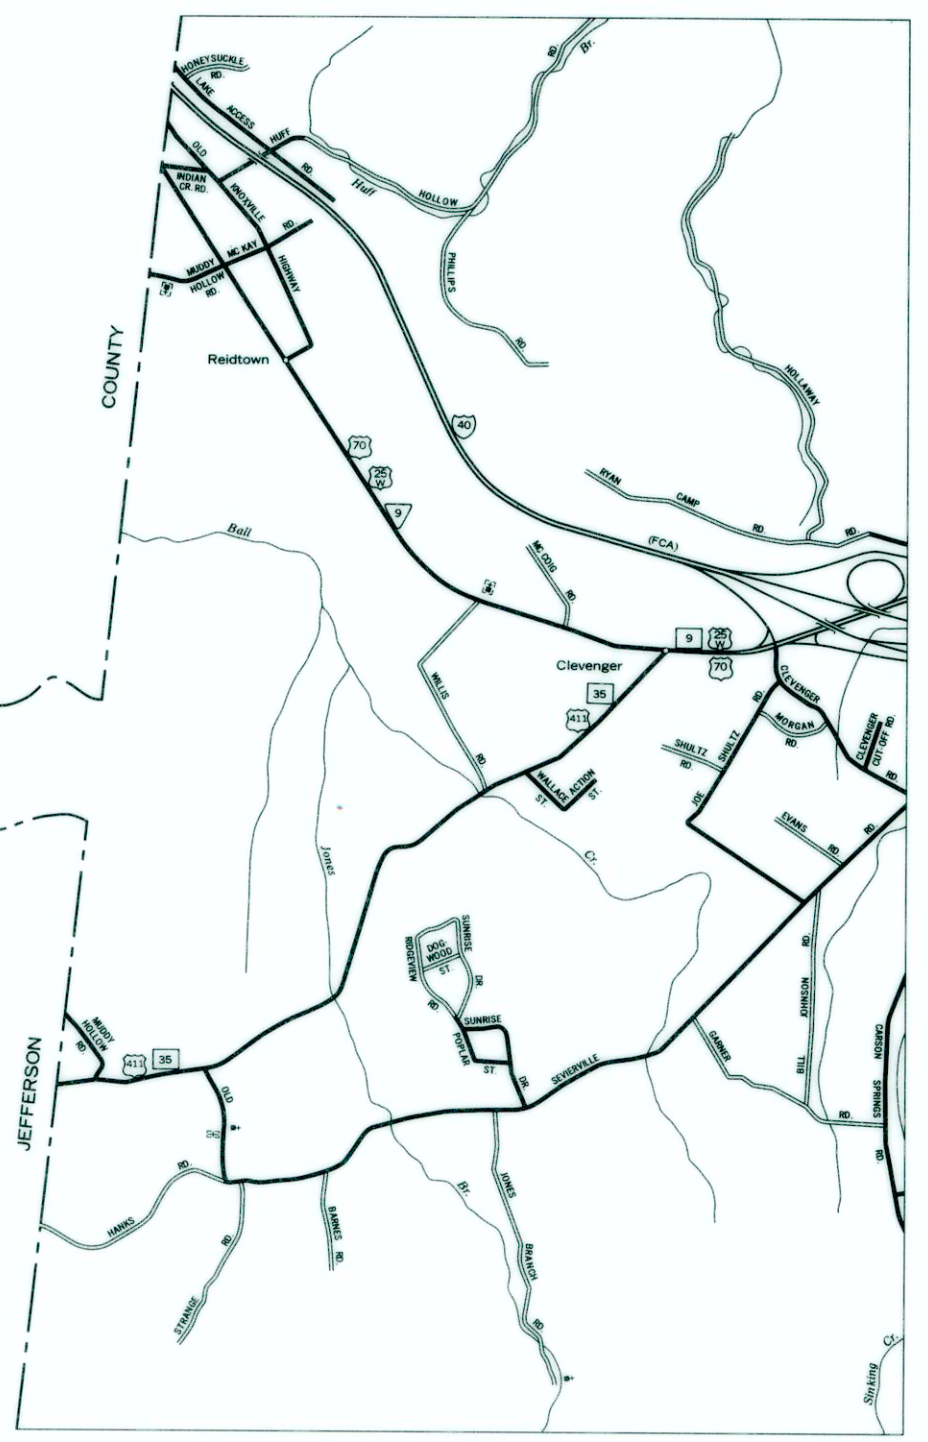 HONEYSUCKLE
RD.
LAKE ACCESS RD.
HUFF HOLLOW RD.
Br.
OLD KNOXVILLE HIGHWAY
INDIAN
CR. RD.
Huff
MC KAY RD.
MUDDY
HOLLOW
RD.
PHILLIPS RD.
COUNTY
Reidtown
HOLLAWAY RD.
40
70
25
W
9
RYAN CAMP RD
Ball
(FCA)
MC COIG RD.
9
25
W
70
Clevenger
35
411
WILLIS RD.
CLEVENGER RD.
MORGAN
RD.
CLEVENGER
CUT-OFF RD.
SHULTZ
RD.
JOE SHULTZ RD.
WALLACE
ST.
ACTION
ST.
EVANS RD.
RD.
Jones
Cr.
SUNRISE DR.
DOG-
WOOD
ST.
RIDGEVIEW RD.
BILL JOHNSON RD.
SUNRISE DR.
POPLAR
ST.
MUDDY
HOLLOW
RD.
411
35
JEFFERSON
OLD SEVIERVILLE
GARNER RD.
CARSON SPRINGS RD.
HANKS RD.
STRANGE RD
BARNES RD.
Br.
JONES BRANCH RD
Sinking Cr.